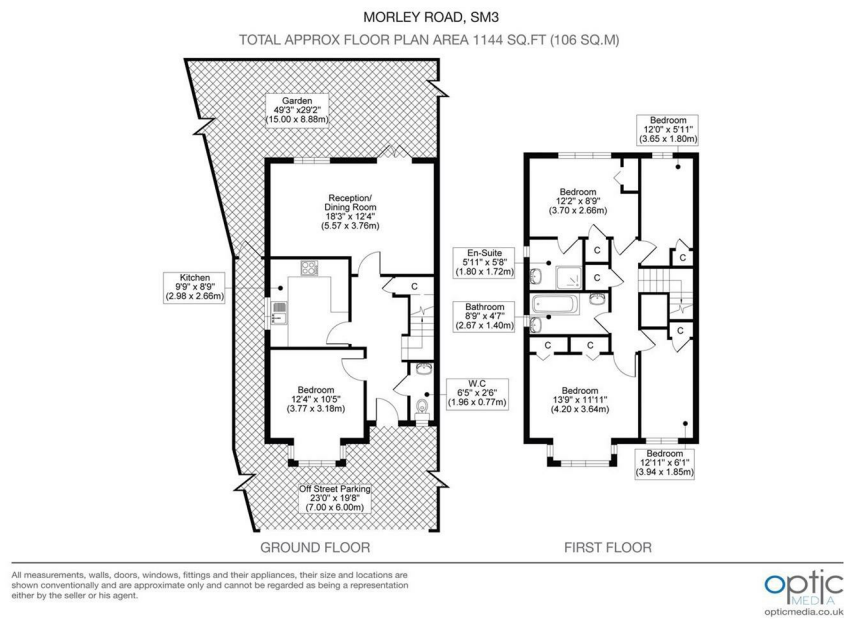 MORLEY ROAD, SM3
TOTAL APPROX FLOOR PLAN AREA 1144 SQ.FT (106 SQ.M)
Garden
49'3" x29'2"
(15.00 x 8.88m)
Reception/
Dining Room
18'3" x 12'4"
(5.57 x 3.76m)
Kitchen
9'9" x 8'9"
(2.98 x 2.66m)
C
Bedroom
12'4" x 10'5"
(3.77 x 3.18m)
W.C
6'5" x 2'6"
(1.96 x 0.77m)
Off Street Parking
23'0" x 19'8"
(7.00 x 6.00m)
GROUND FLOOR
Bedroom
12'0" x 5'11"
(3.65 x 1.80m)
Bedroom
12'2" x 8'9"
(3.70 x 2.66m)
En-Suite
5'11" x 5'8"
(1.80 x 1.72m)
C
C
C
Bathroom
8'9" x 4'7"
(2.67 x 1.40m)
C
C
C
Bedroom
13'9" x 11'11"
(4.20 x 3.64m)
Bedroom
12'11" x 6'1"
(3.94 x 1.85m)
FIRST FLOOR
All measurements, walls, doors, windows, fittings and their appliances, their size and locations are
shown conventionally and are approximate only and cannot be regarded as being a representation
either by the seller or his agent.
optic
MEDIA
opticmedia.co.uk